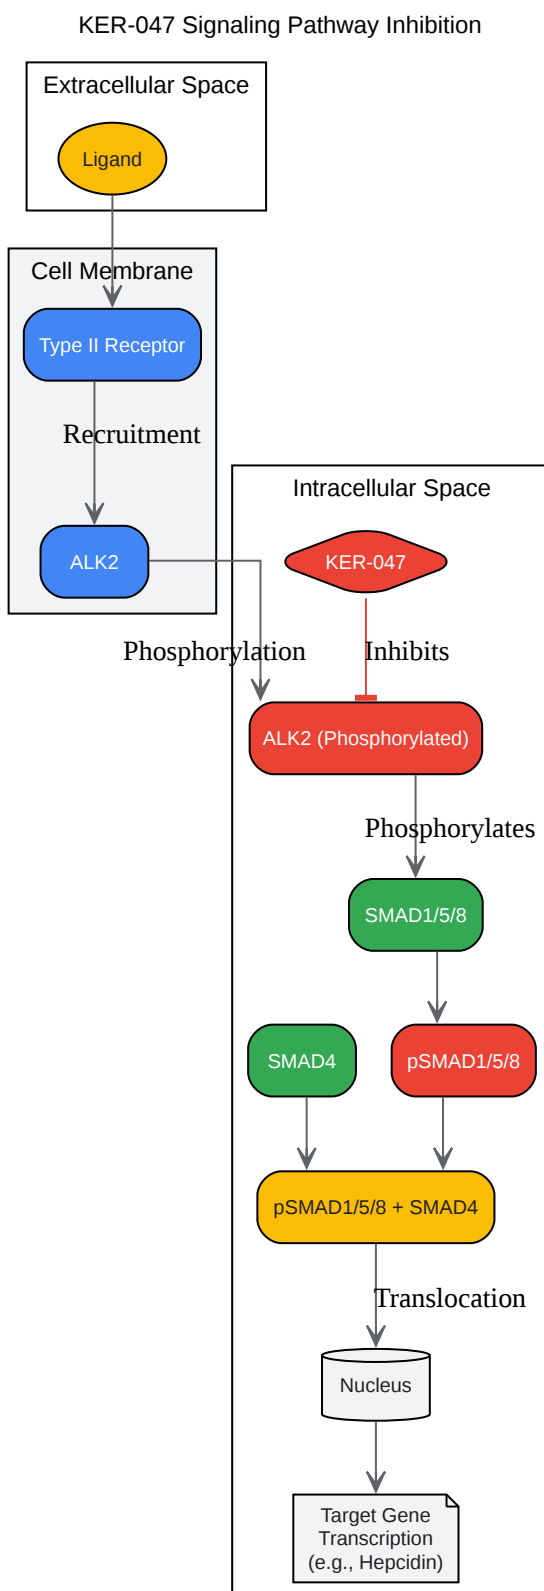 KER-047 Signaling Pathway Inhibition
Extracellular Space
Ligand
Cell Membrane
Type II Receptor
Recruitment
Intracellular Space
ALK2
KER-047
Phosphorylation
Inhibits
ALK2 (Phosphorylated)
Phosphorylates
SMAD1/5/8
SMAD4
pSMAD1/5/8
pSMAD1/5/8 + SMAD4
Translocation
Nucleus
Target Gene
Transcription
(e.g., Hepcidin)